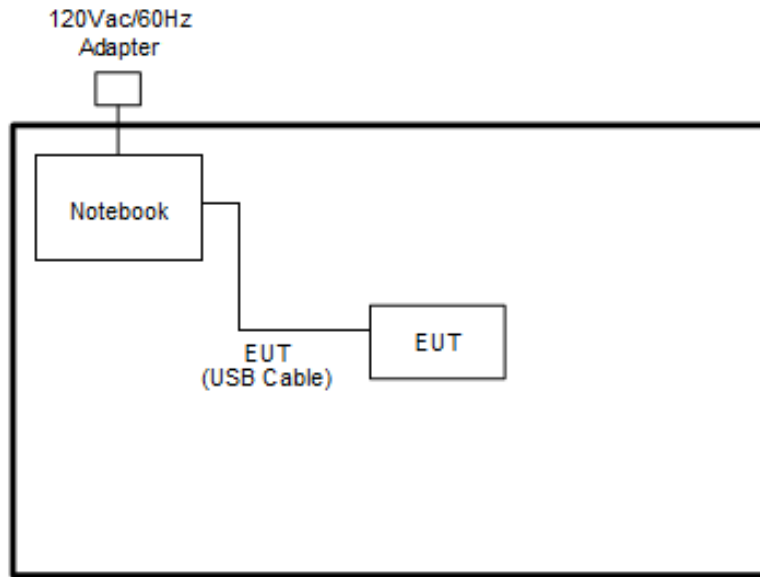 120Vac/60Hz
Adapter
Notebook
EUT
EUT
(USB Cable)